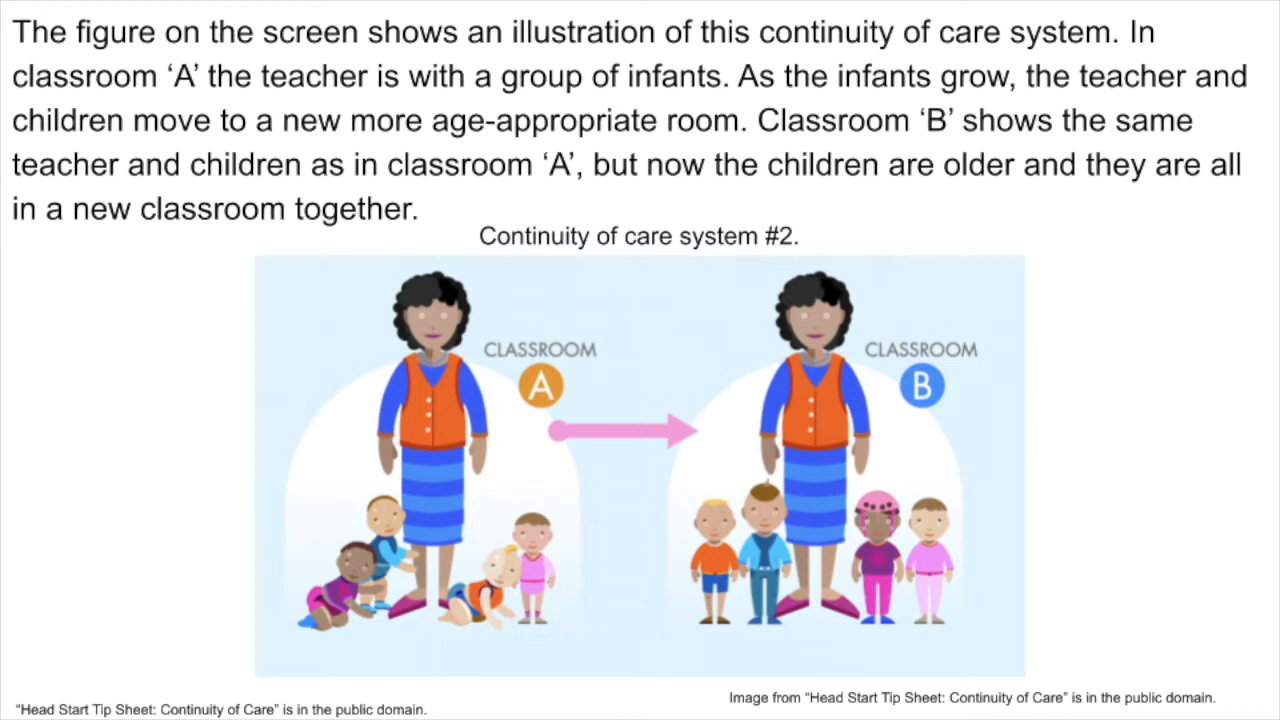 The figure on the screen shows an illustration of this continuity of care system. In
classroom ‘A’ the teacher is with a group of infants. As the infants grow, the teacher and
children move to a new more age-appropriate room. Classroom ‘B’ shows the same
teacher and children as in classroom ‘A’, but now the children are older and they are all
in a new classroom together.
Continuity of care system #2.
CLASSROOM
A
CLASSROOM
B
Image from “Head Start Tip Sheet: Continuity of Care” is in the public domain.
“Head Start Tip Sheet: Continuity of Care” is in the public domain.